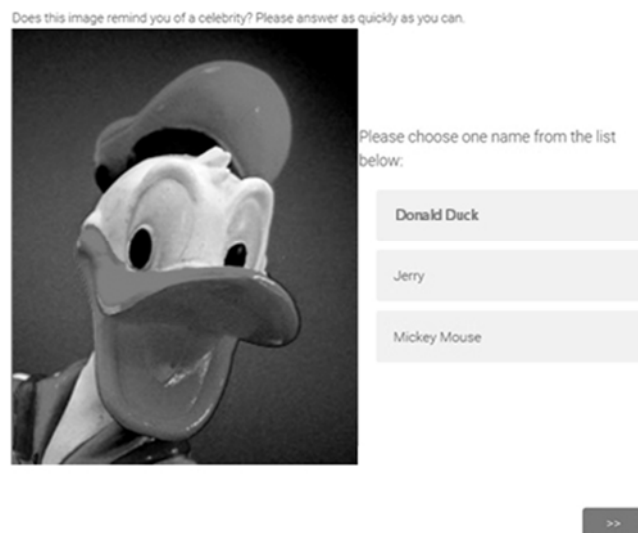 Does this image remind you of a celebrity? Please answer as quickly as you can.
Please choose one name from the list
below:
Donald Duck
Jerry
Mickey Mouse
>>